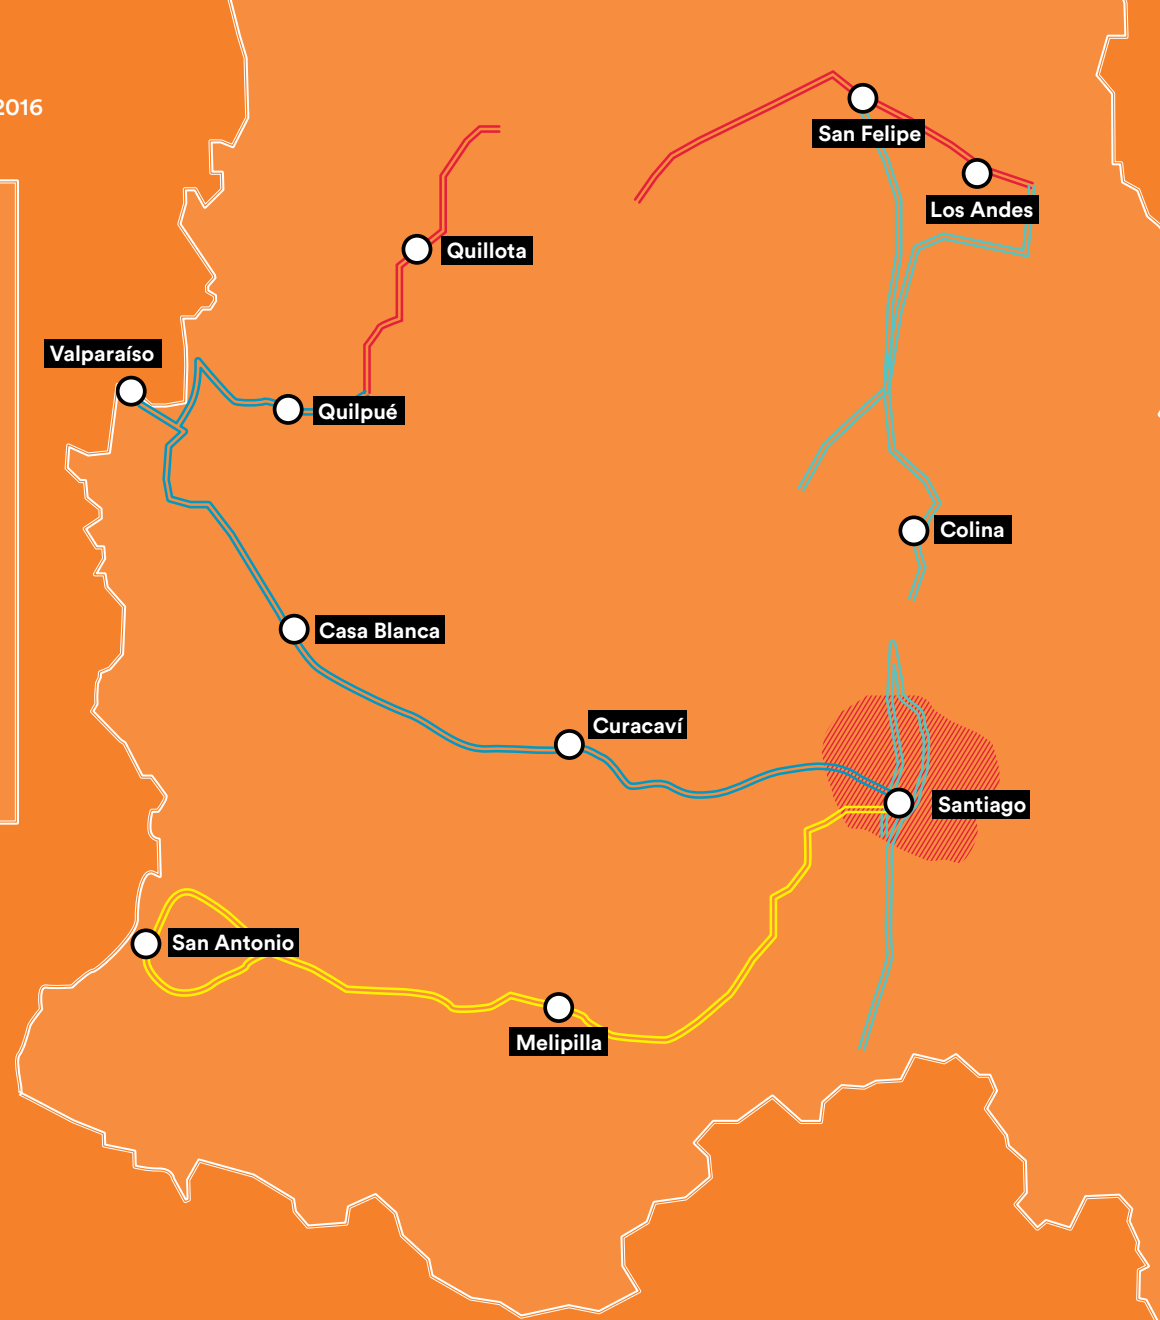 2016
San Felipe
Los Andes
Quillota
Valparaíso
Quilpué
Colina
Casa Blanca
Curacaví
Santiago
San Antonio
Melipilla